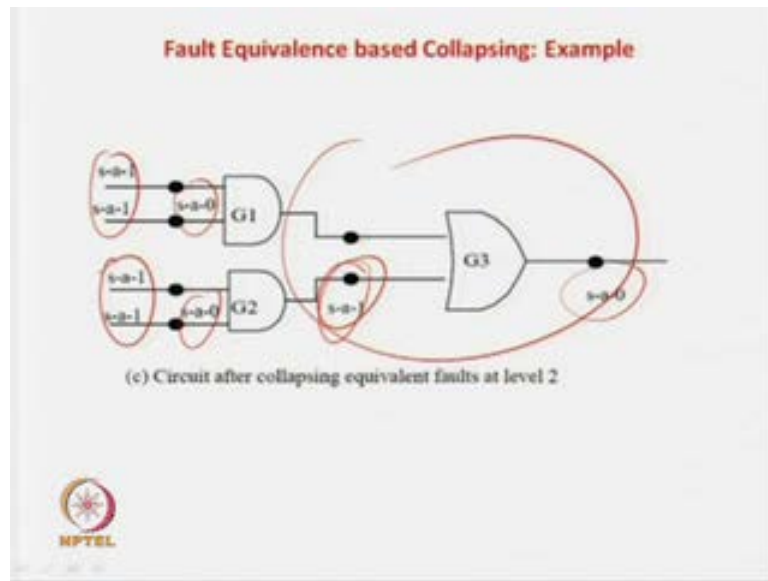 Fault Equivalence based Collapsing: Example
s-a-1
s-a-1
s-a-0
G1
s-a-1
s-a-1
s-a-0
G2
s-a-1
G3
s-a-0
(c) Circuit after collapsing equivalent faults at level 2
NPTEL